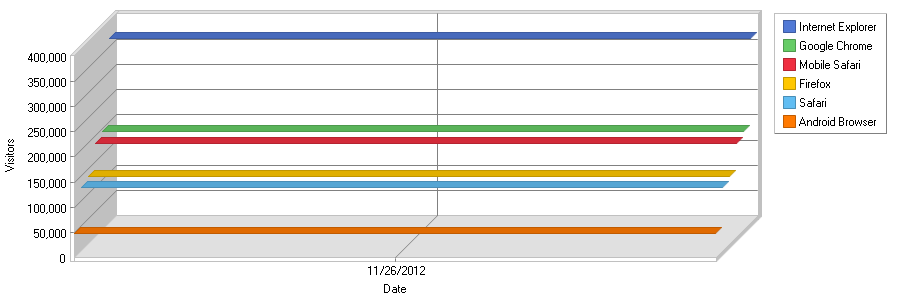 400,000
350,000
300,000
250,000
200,000
150,000
100,000
50,000
0
Visitors
11/26/2012
Date
Internet Explorer
Google Chrome
Mobile Safari
Firefox
Safari
Android Browser